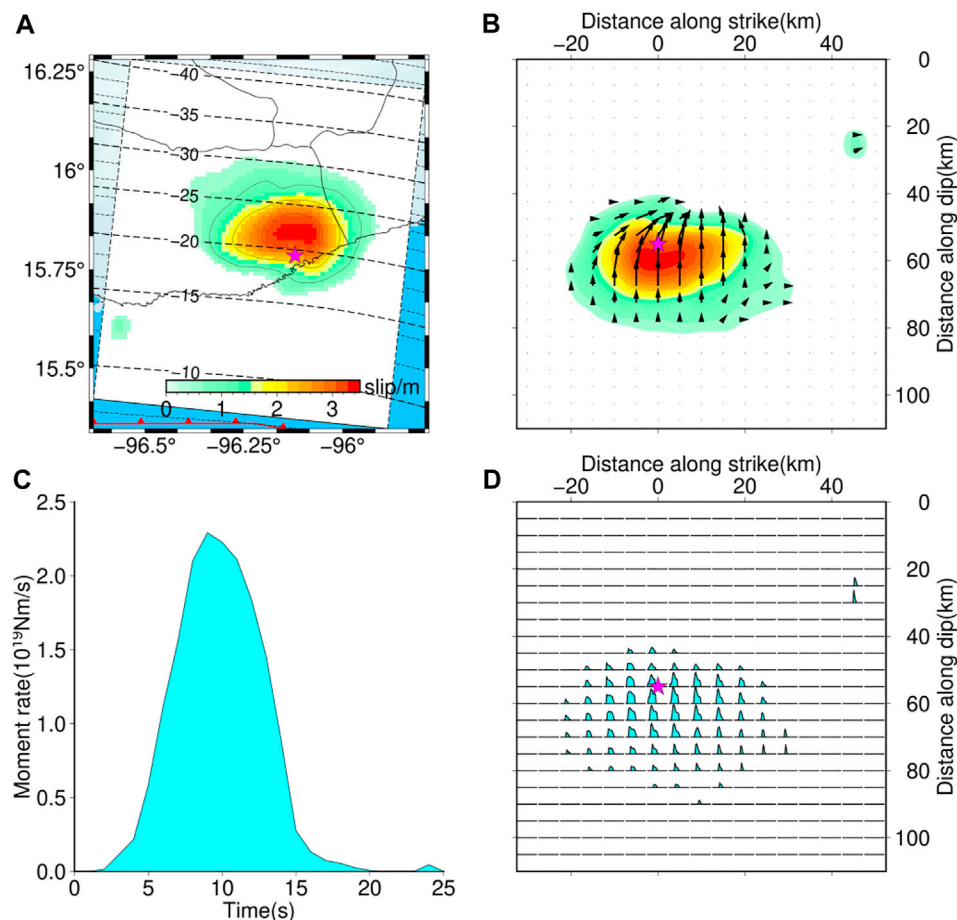 A
16.25°
16°
15.75°
15.5°
−40
−35
−30
−25
−20
−15
−10
slip/m
0 1 2 3
−96.5° −96.25° −96°
B
Distance along strike(km)
−20 0 20 40
0
20
40
60
80
100
Distance along dip(km)
C
Moment rate(10¹⁹Nm/s)
2.5
2.0
1.5
1.0
0.5
0.0
0 5 10 15 20 25
Time(s)
D
Distance along strike(km)
−20 0 20 40
0
20
40
60
80
100
Distance along dip(km)